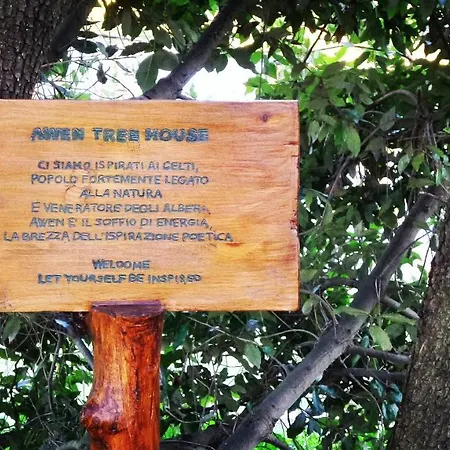 AWEN TREE HOUSE
CI SIAMO ISPIRATI AI CELTI,
POPOLO FORTEMENTE LEGATO
ALLA NATURA
E VENERATORE DEGLI ALBERI,
AWEN E' IL SOFFIO DI ENERGIA,
LA BREZZA DELL'ISPIRAZIONE POETICA
WELCOME
LET YOURSELF BE INSPIRED